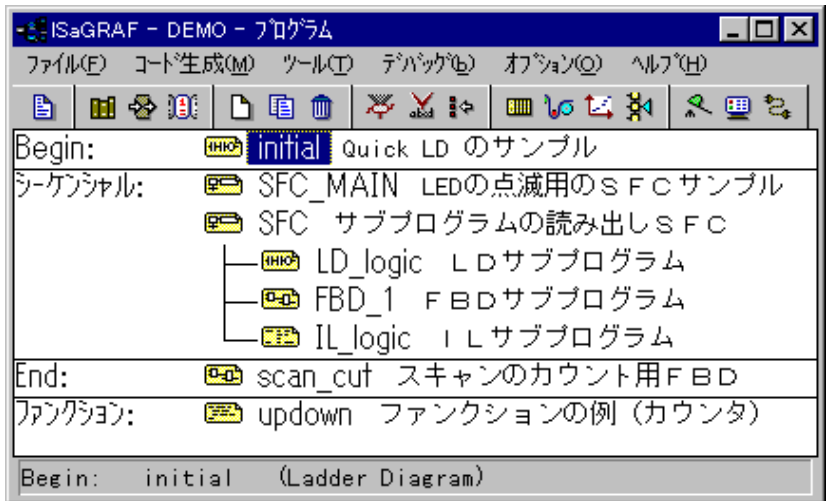 ISaGRAF - DEMO - ﾌﾟﾛｸﾞﾗﾑ
ﾌｧｲﾙ(F) ｺｰﾄﾞ生成(M) ﾂｰﾙ(T) ﾃﾞﾊﾞｯｸﾞ(b) ｵﾌﾟｼｮﾝ(O) ﾍﾙﾌﾟ(H)
Begin: initial Quick LD のサンプル
ｼｰｹﾝｼｬﾙ: SFC_MAIN LEDの点滅用のＳＦＣサンプル
SFC サブプログラムの読み出しＳＦＣ
LD_logic ＬＤサブプログラム
FBD_1 ＦＢＤサブプログラム
IL_logic ＩＬサブプログラム
End: scan_cut スキャンのカウント用ＦＢＤ
ﾌｧﾝｸｼｮﾝ: updown ファンクションの例（カウンタ）
Begin: initial (Ladder Diagram)